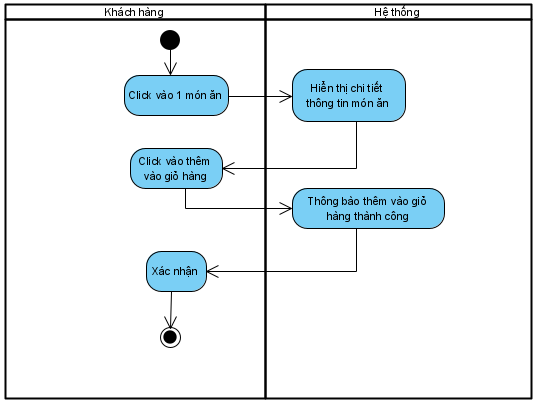 Khách hàng
Hệ thống
Click vào 1 món ăn
Hiển thị chi tiết
thông tin món ăn
Click vào thêm
vào giỏ hàng
Thông báo thêm vào giỏ
hàng thành công
Xác nhận